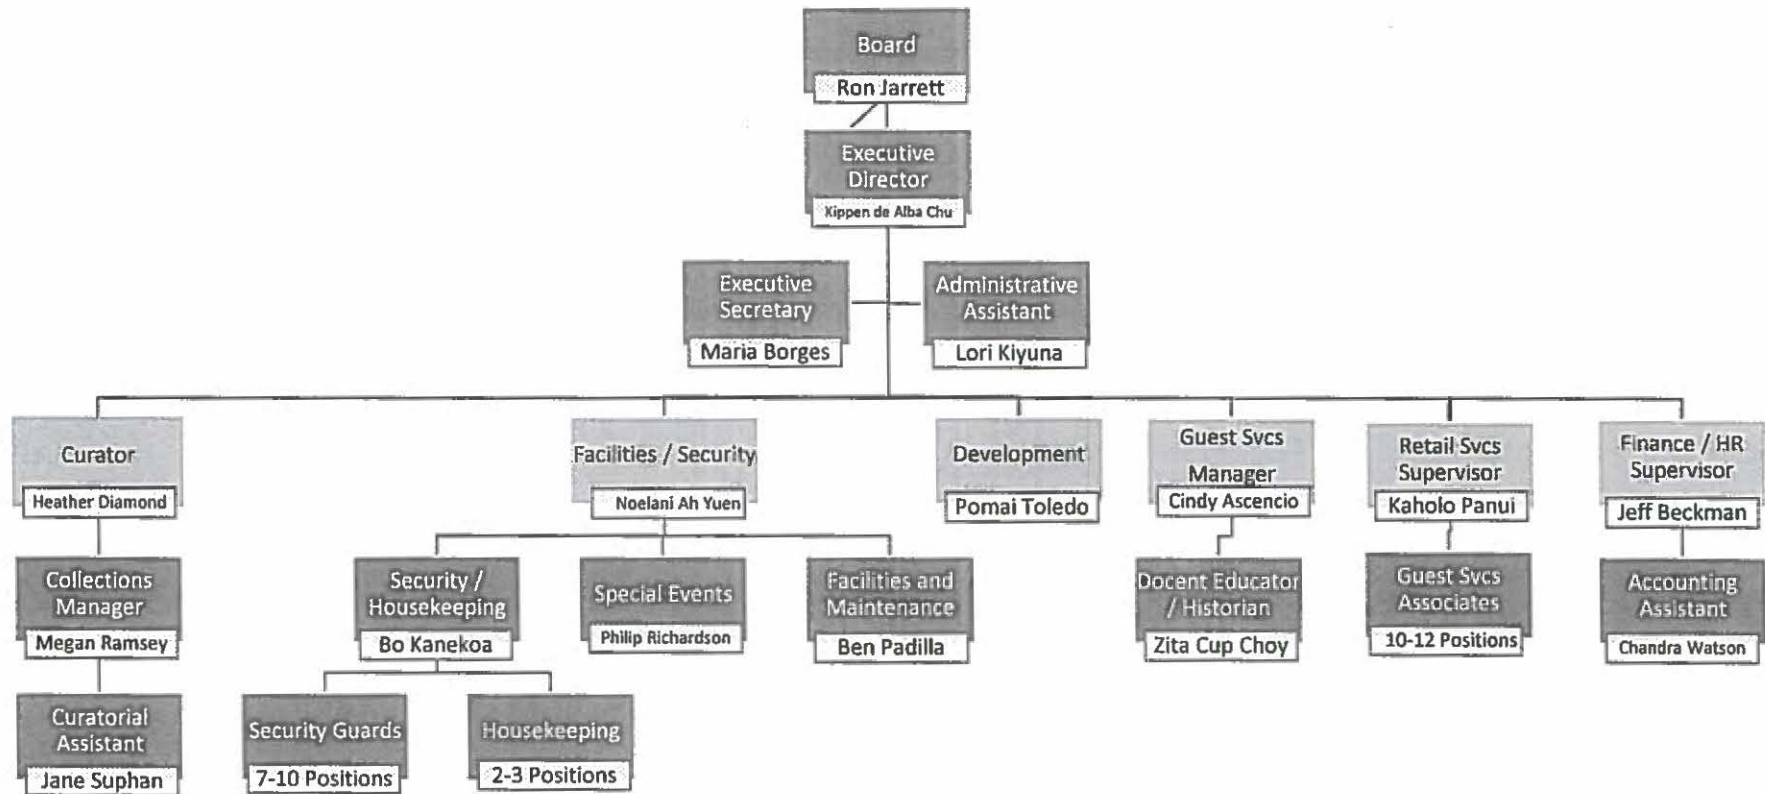 Board
Ron Jarrett
Executive
Director
Kippen de Alba Chu
Executive
Secretary
Maria Borges
Administrative
Assistant
Lori Kiyuna
Curator
Heather Diamond
Facilities / Security
Noelani Ah Yuen
Development
Pomai Toledo
Guest Svcs
Manager
Cindy Ascencio
Retail Svcs
Supervisor
Kaholo Panui
Finance / HR
Supervisor
Jeff Beckman
Collections
Manager
Megan Ramsey
Security /
Housekeeping
Bo Kanekoa
Special Events
Philip Richardson
Facilities and
Maintenance
Ben Padilla
Docent Educator
/ Historian
Zita Cup Choy
Guest Svcs
Associates
10-12 Positions
Accounting
Assistant
Chandra Watson
Curatorial
Assistant
Jane Suphan
Security Guards
7-10 Positions
Housekeeping
2-3 Positions